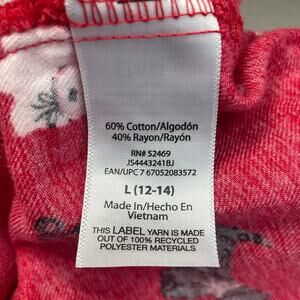 60% Cotton/Algodón
40% Rayon/Rayón
RN# 52469
JS4443241BJ
EAN/UPC 7 67052083572
L (12-14)
Made In/Hecho En
Vietnam
THIS LABEL YARN IS MADE
OUT OF 100% RECYCLED
POLYESTER MATERIALS